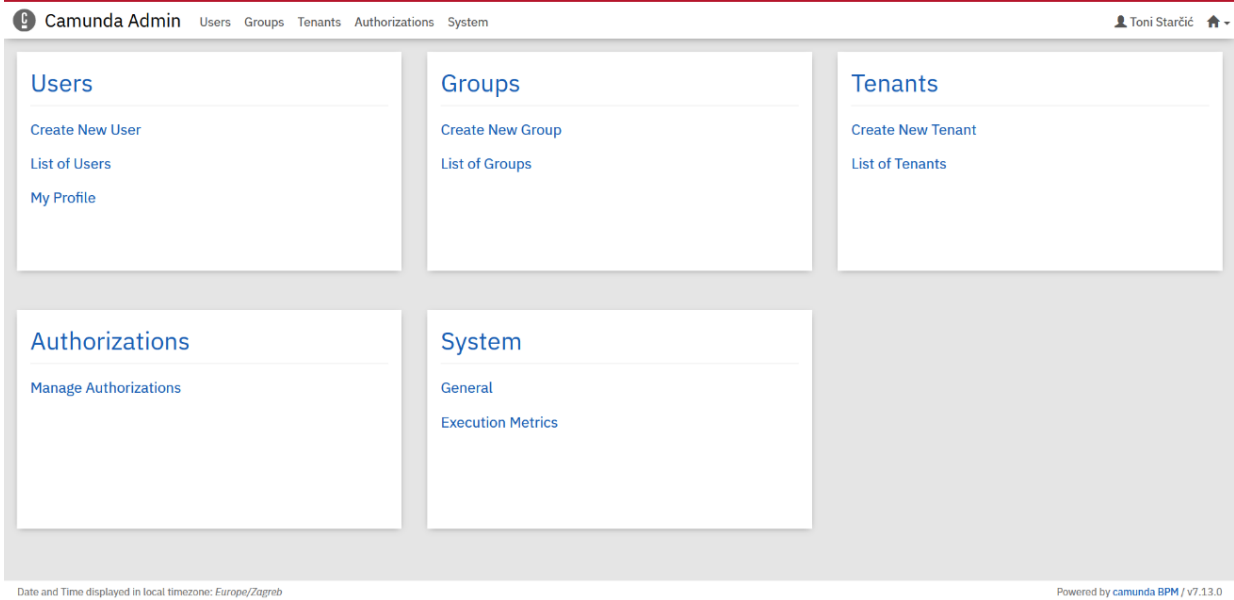 Camunda Admin Users Groups Tenants Authorizations System Toni Starčić
Users
Create New User
List of Users
My Profile
Groups
Create New Group
List of Groups
Tenants
Create New Tenant
List of Tenants
Authorizations
Manage Authorizations
System
General
Execution Metrics
Date and Time displayed in local timezone: Europe/Zagreb
Powered by camunda BPM / v7.13.0